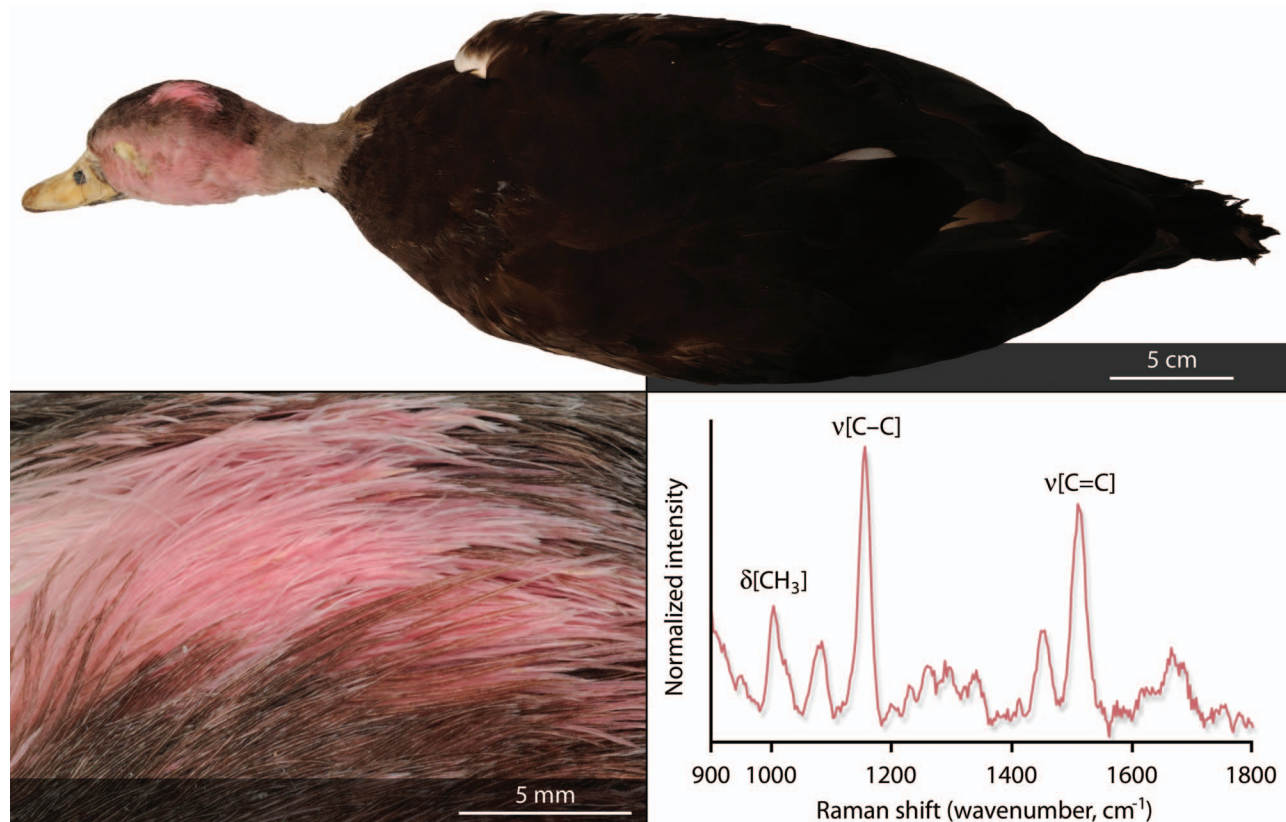 5 cm
5 mm
ν[C–C]
ν[C=C]
δ[CH₃]
Normalized intensity
900 1000 1200 1400 1600 1800
Raman shift (wavenumber, cm⁻¹)